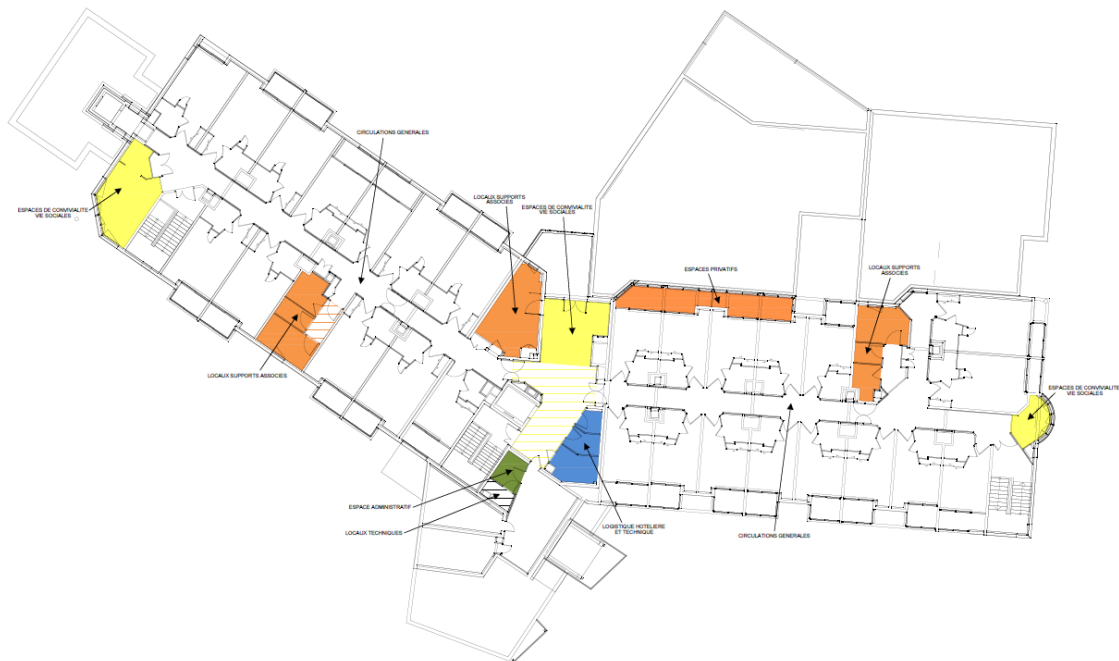 CIRCULATIONS GENERALES
LOCAUX SUPPORTS
ASSOCIES
ESPACES DE CONVIVIALITE
VIE SOCIALES
ESPACES DE CONVIVIALITE
VIE SOCIALES
ESPACES PRIVATIFS
LOCAUX SUPPORTS
ASSOCIES
LOCAUX SUPPORTS ASSOCIES
ESPACES DE CONVIVIALITE
VIE SOCIALES
ESPACE ADMINISTRATIF
LOCAUX TECHNIQUES
LOGISTIQUE HOTELIERE
ET TECHNIQUE
CIRCULATIONS GENERALES